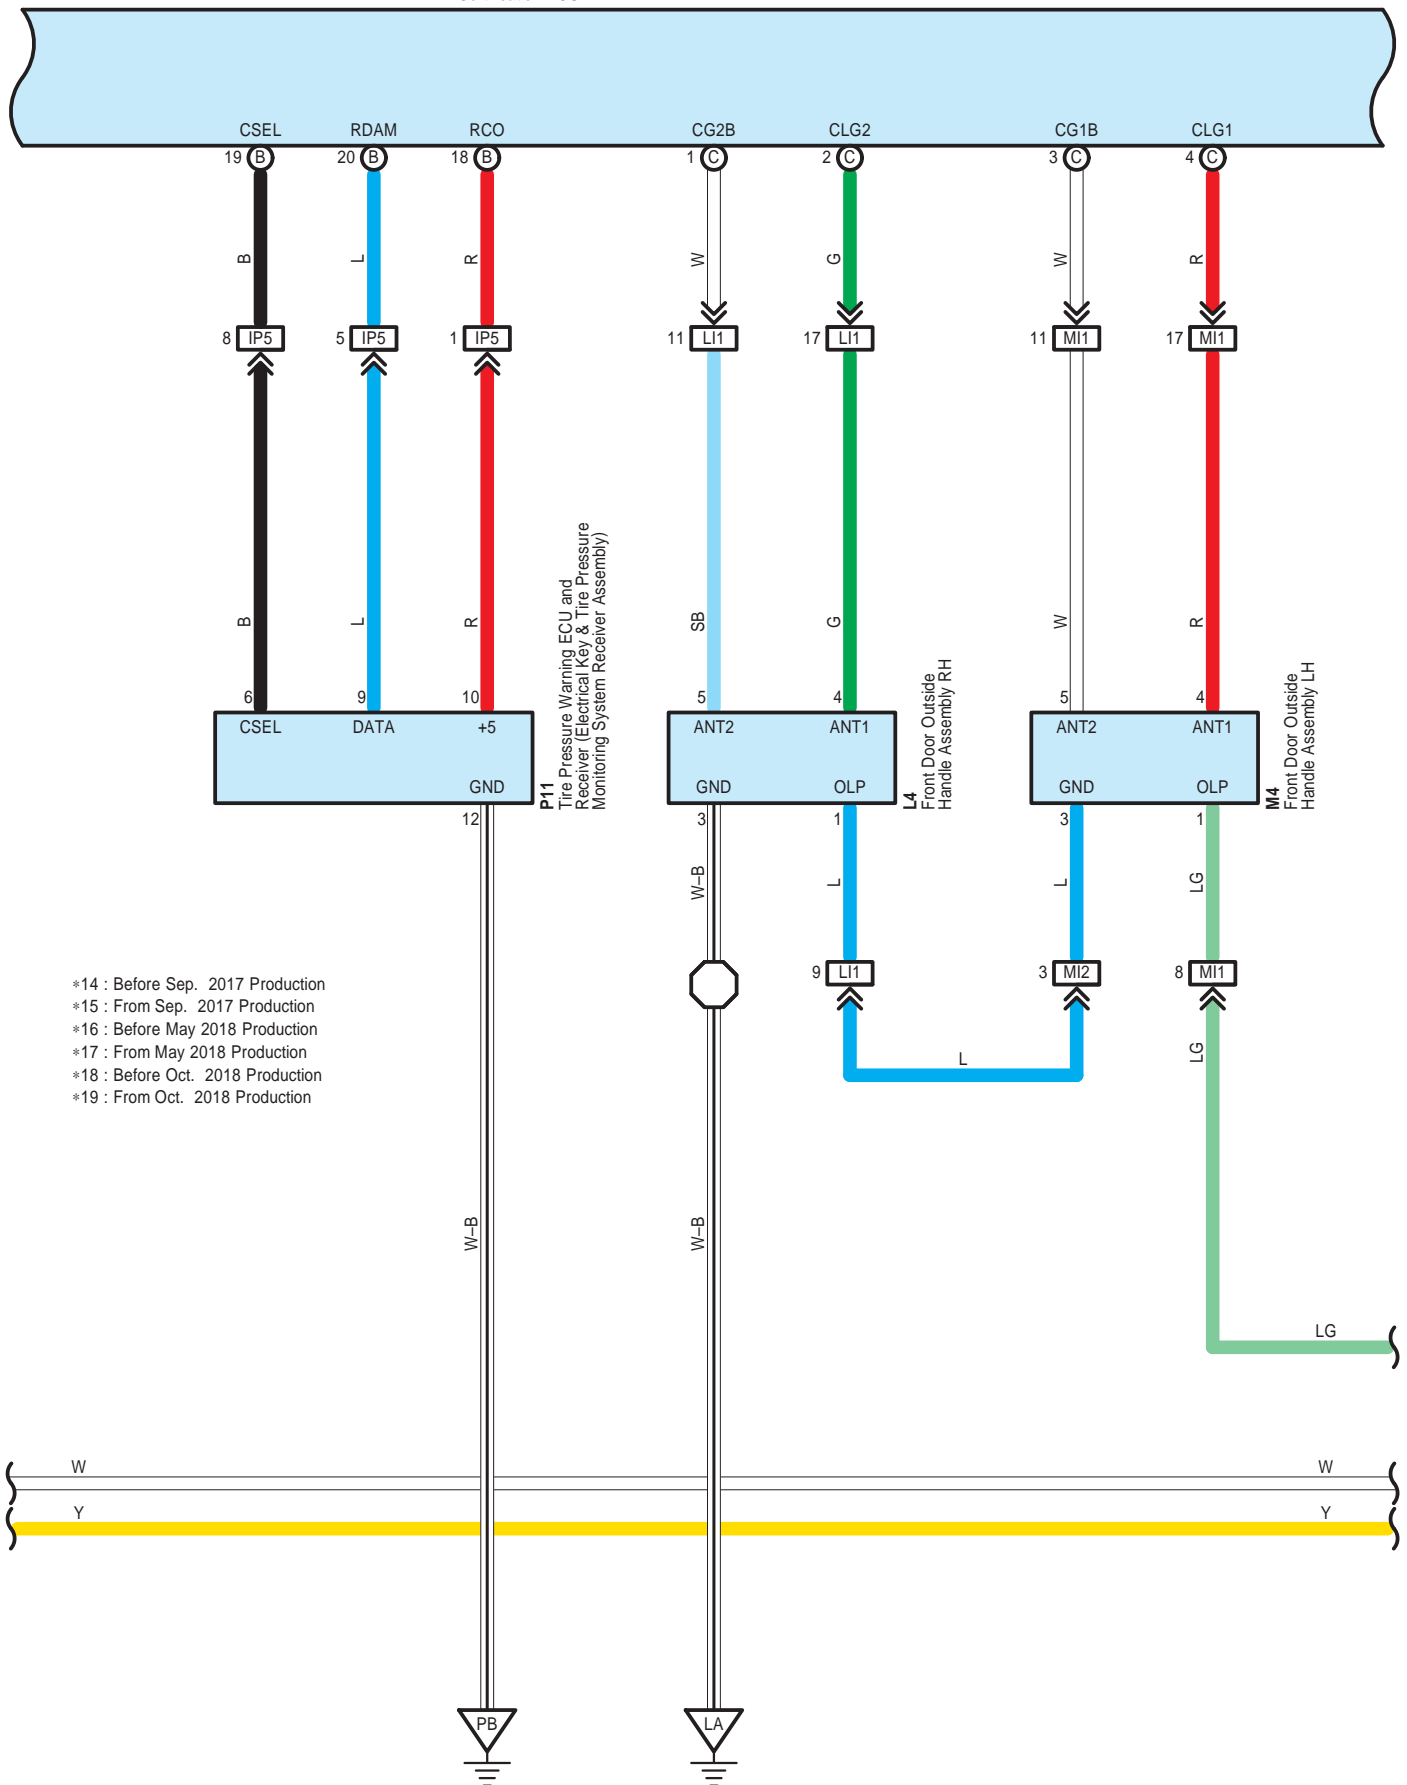 CSEL RDAM RCO CG2B CLG2 CG1B CLG1
19 B 20 B 18 B 1 C 2 C 3 C 4 C
B L R W G W R
8 IP5 5 IP5 1 IP5 11 LI1 17 LI1 11 MI1 17 MI1
B L R SB G W R
6 9 10 5 4 5 4
CSEL DATA +5 ANT2 ANT1 ANT2 ANT1
GND GND OLP GND OLP
P11
Tire Pressure Warning ECU and
Receiver (Electrical Key & Tire Pressure
Monitoring System Receiver Assembly)
L4
Front Door Outside
Handle Assembly RH
M4
Front Door Outside
Handle Assembly LH
12 3 1 3 1
W–B L L LG
9 LI1 3 MI2 8 MI1
∗14 : Before Sep. 2017 Production
∗15 : From Sep. 2017 Production
∗16 : Before May 2018 Production
∗17 : From May 2018 Production
∗18 : Before Oct. 2018 Production
∗19 : From Oct. 2018 Production
L LG
W–B W–B
LG
W W
Y Y
PB LA